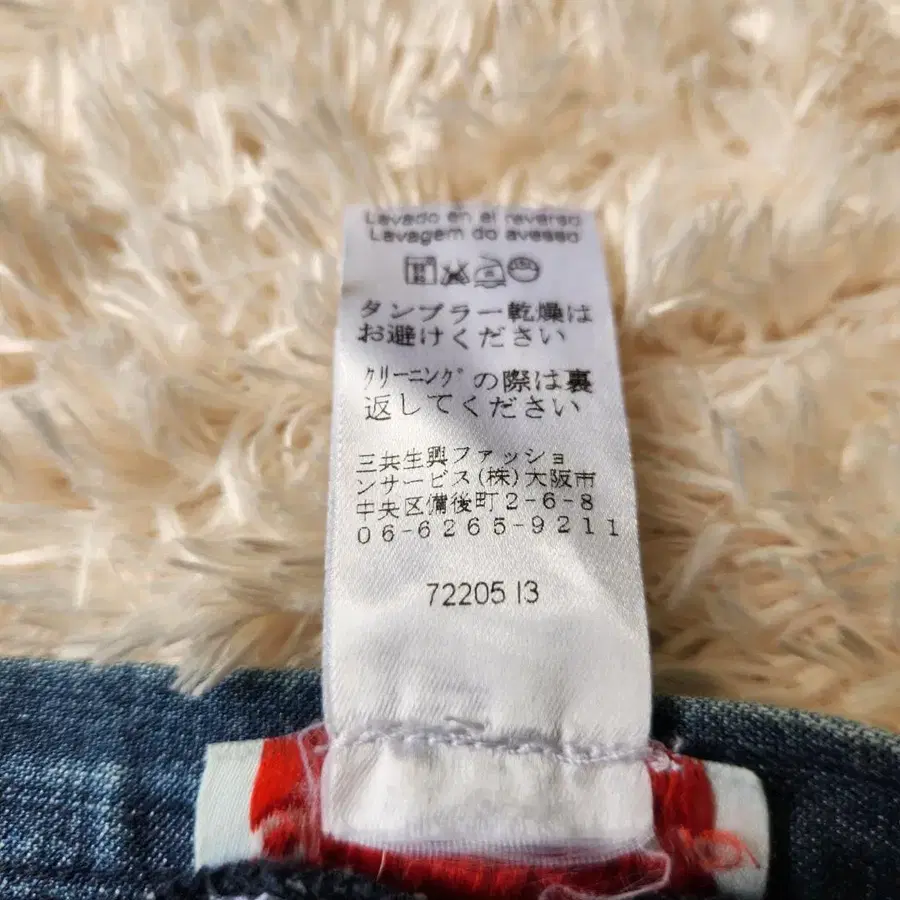 Lavado en el reverso
Lavagem do avesso
タンブラー乾燥は
お避けください
クリーニングの際は裏
返してください
三共生興ファッショ
ンサービス(株)大阪市
中央区備後町2-6-8
06-6265-9211
72205 13